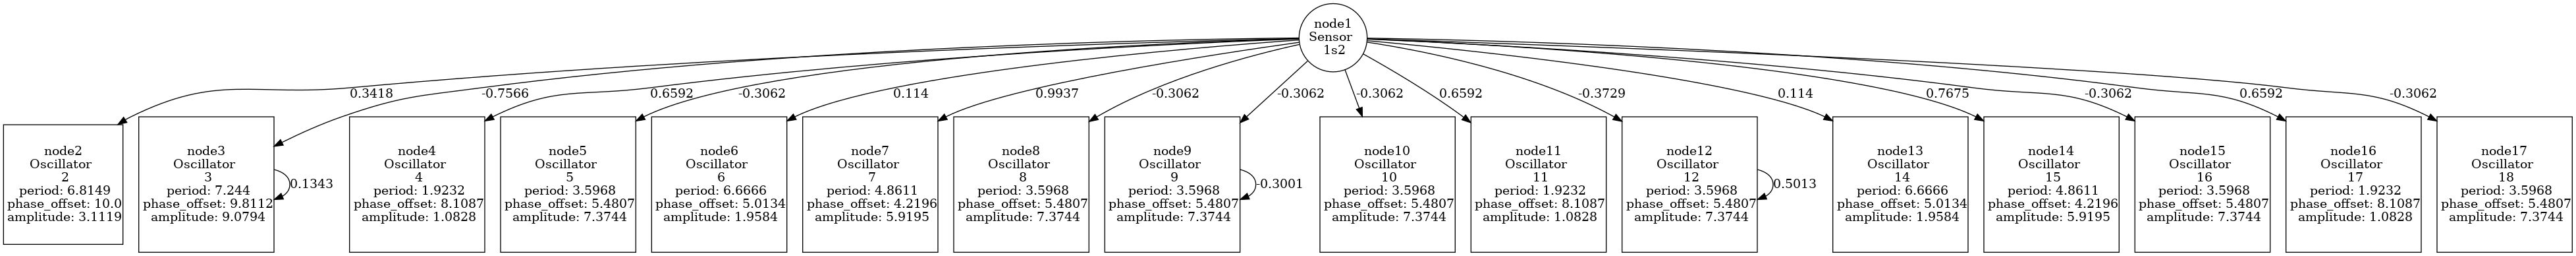 node1
Sensor
1s2
0.3418
-0.7566
0.6592
-0.3062
0.114
0.9937
-0.3062
-0.3062
-0.3062
0.6592
-0.3729
0.114
0.7675
-0.3062
0.6592
-0.3062
node2
Oscillator
2
period: 6.8149
phase_offset: 10.0
amplitude: 3.1119
node3
Oscillator
3
period: 7.244
phase_offset: 9.8112
amplitude: 9.0794
0.1343
node4
Oscillator
4
period: 1.9232
phase_offset: 8.1087
amplitude: 1.0828
node5
Oscillator
5
period: 3.5968
phase_offset: 5.4807
amplitude: 7.3744
node6
Oscillator
6
period: 6.6666
phase_offset: 5.0134
amplitude: 1.9584
node7
Oscillator
7
period: 4.8611
phase_offset: 4.2196
amplitude: 5.9195
node8
Oscillator
8
period: 3.5968
phase_offset: 5.4807
amplitude: 7.3744
node9
Oscillator
9
period: 3.5968
phase_offset: 5.4807
amplitude: 7.3744
-0.3001
node10
Oscillator
10
period: 3.5968
phase_offset: 5.4807
amplitude: 7.3744
node11
Oscillator
11
period: 1.9232
phase_offset: 8.1087
amplitude: 1.0828
node12
Oscillator
12
period: 3.5968
phase_offset: 5.4807
amplitude: 7.3744
0.5013
node13
Oscillator
14
period: 6.6666
phase_offset: 5.0134
amplitude: 1.9584
node14
Oscillator
15
period: 4.8611
phase_offset: 4.2196
amplitude: 5.9195
node15
Oscillator
16
period: 3.5968
phase_offset: 5.4807
amplitude: 7.3744
node16
Oscillator
17
period: 1.9232
phase_offset: 8.1087
amplitude: 1.0828
node17
Oscillator
18
period: 3.5968
phase_offset: 5.4807
amplitude: 7.3744